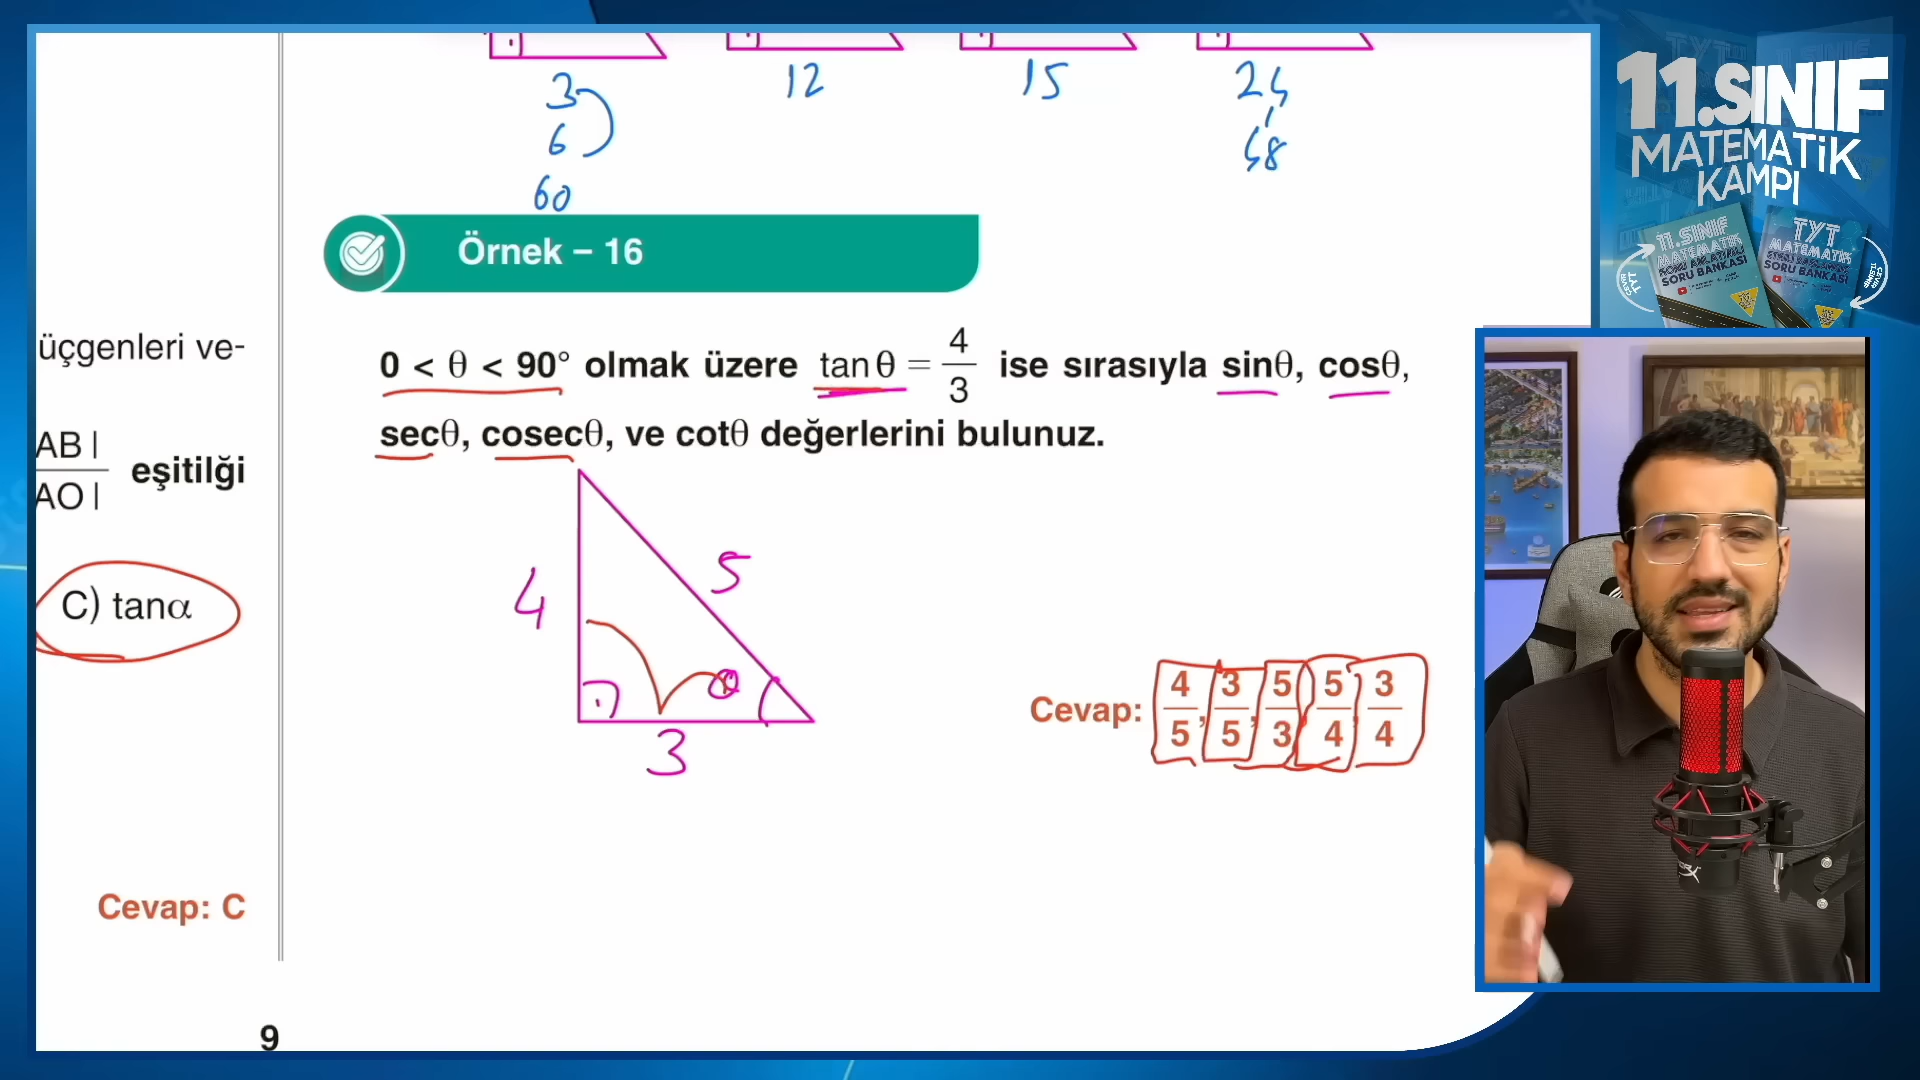 3
6
60
12
15
24
48
Örnek – 16
0 < θ < 90° olmak üzere tanθ = 4/3 ise sırasıyla sinθ, cosθ,
secθ, cosecθ, ve cotθ değerlerini bulunuz.
4
5
θ
3
Cevap: 4/5, 3/5, 5/3, 5/4, 3/4
üçgenleri ve-
AB| / AO| eşitilği
C) tanα
Cevap: C
9
11.SINIF
MATEMATİK
KAMPI
11.SINIF
MATEMATİK
SORU BANKASI
TYT
MATEMATİK
SORU BANKASI